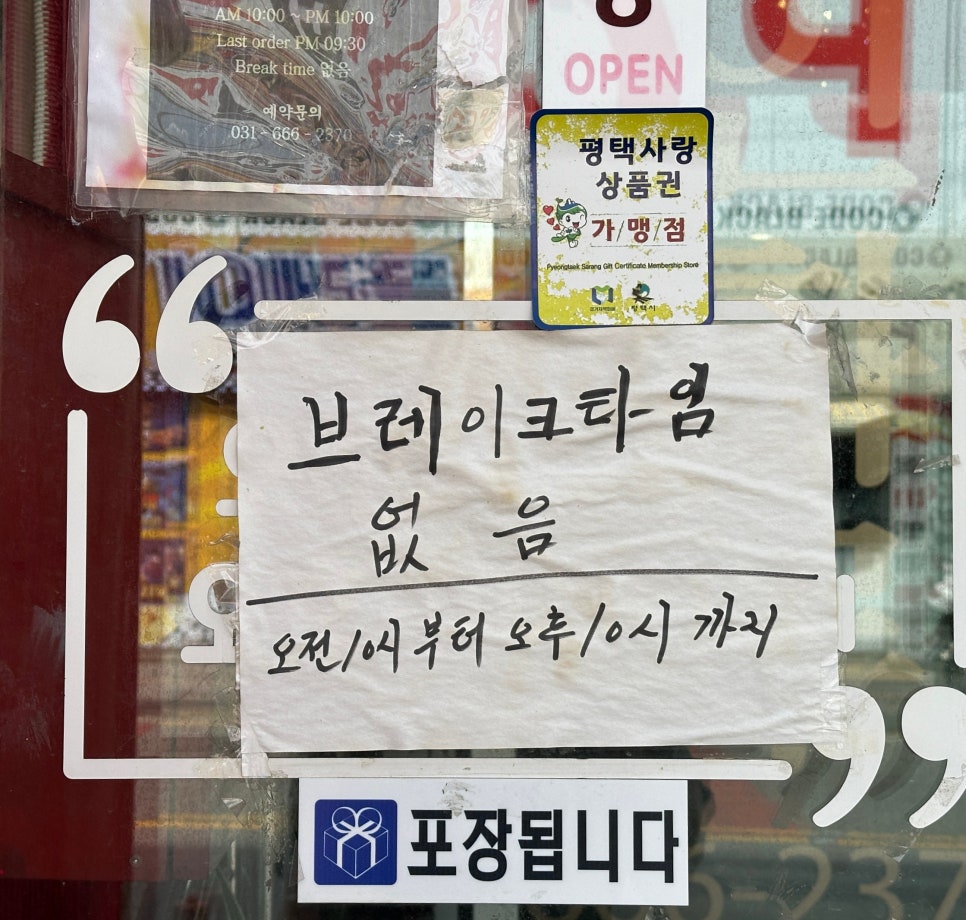 AM 10:00 ~ PM 10:00
Last order PM 09:30
Break time 없음
예약문의
031 - 666 - 2370
OPEN
평택사랑
상품권
가/맹/점
Pyeongtaek Sarang Gift Certificate Membership Store
평택시
브레이크타임
없음
오전10시부터 오후10시까지
포장됩니다